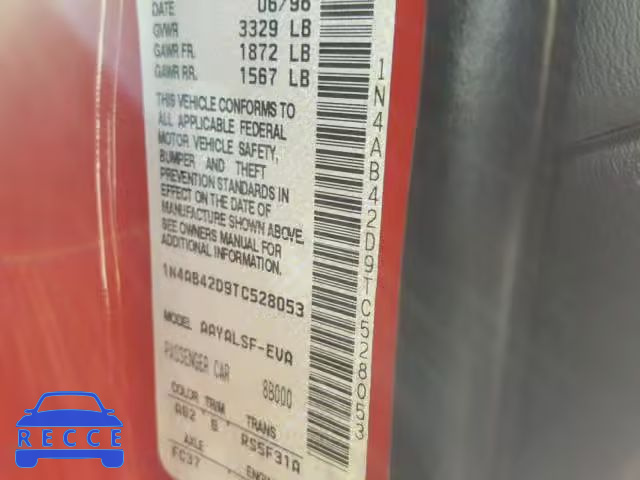 DATE 06/96
GVWR 3329 LB
GAWR FR. 1872 LB
GAWR RR. 1567 LB
THIS VEHICLE CONFORMS TO
ALL APPLICABLE FEDERAL
MOTOR VEHICLE SAFETY,
BUMPER AND THEFT
PREVENTION STANDARDS IN
EFFECT ON THE DATE OF
MANUFACTURE SHOWN ABOVE.
SEE OWNERS MANUAL FOR
ADDITIONAL INFORMATION.
1N4AB42D9TC528053
MODEL AAYALSF-EVA
PASSENGER CAR 8B000
COLOR TRIM TRANS
AB2 B RS5F31A
AXLE
FC37
1N4AB42D9TC528053
RECCE